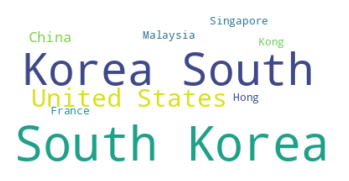 Singapore
China Malaysia Kong
Korea South
United States Hong
France
South Korea